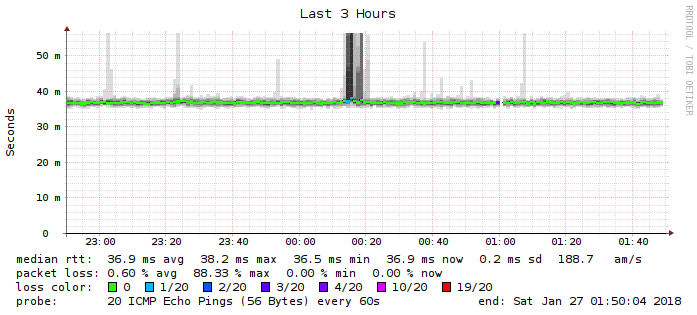 Last 3 Hours
RRDTOOL / TOBI OETIKER
Seconds
50 m
40 m
30 m
20 m
10 m
0
23:00 23:20 23:40 00:00 00:20 00:40 01:00 01:20 01:40
median rtt: 36.9 ms avg 38.2 ms max 36.5 ms min 36.9 ms now 0.2 ms sd 188.7 am/s
packet loss: 0.60 % avg 88.33 % max 0.00 % min 0.00 % now
loss color: 0 1/20 2/20 3/20 4/20 10/20 19/20
probe: 20 ICMP Echo Pings (56 Bytes) every 60s end: Sat Jan 27 01:50:04 2018